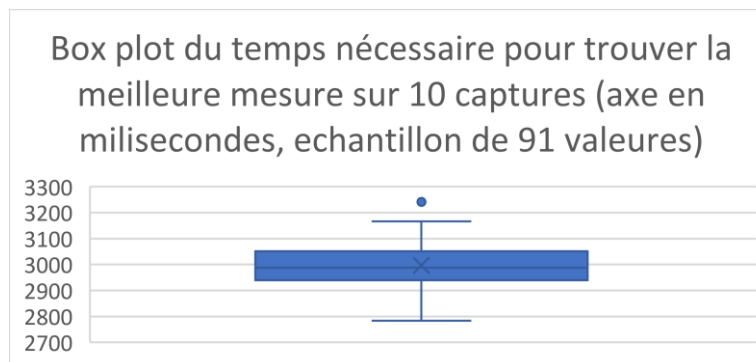 Box plot du temps nécessaire pour trouver la
meilleure mesure sur 10 captures (axe en
milisecondes, echantillon de 91 valeures)
3300
3200
3100
3000
2900
2800
2700